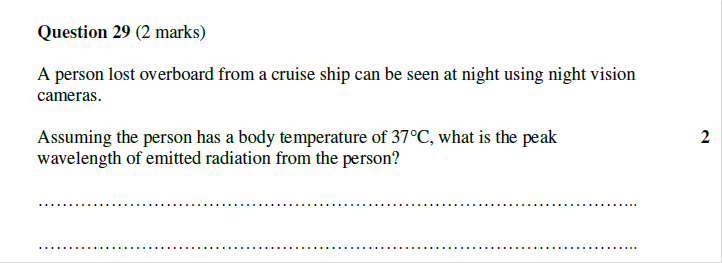 Question 29 (2 marks)
A person lost overboard from a cruise ship can be seen at night using night vision
cameras.
Assuming the person has a body temperature of 37°C, what is the peak 2
wavelength of emitted radiation from the person?